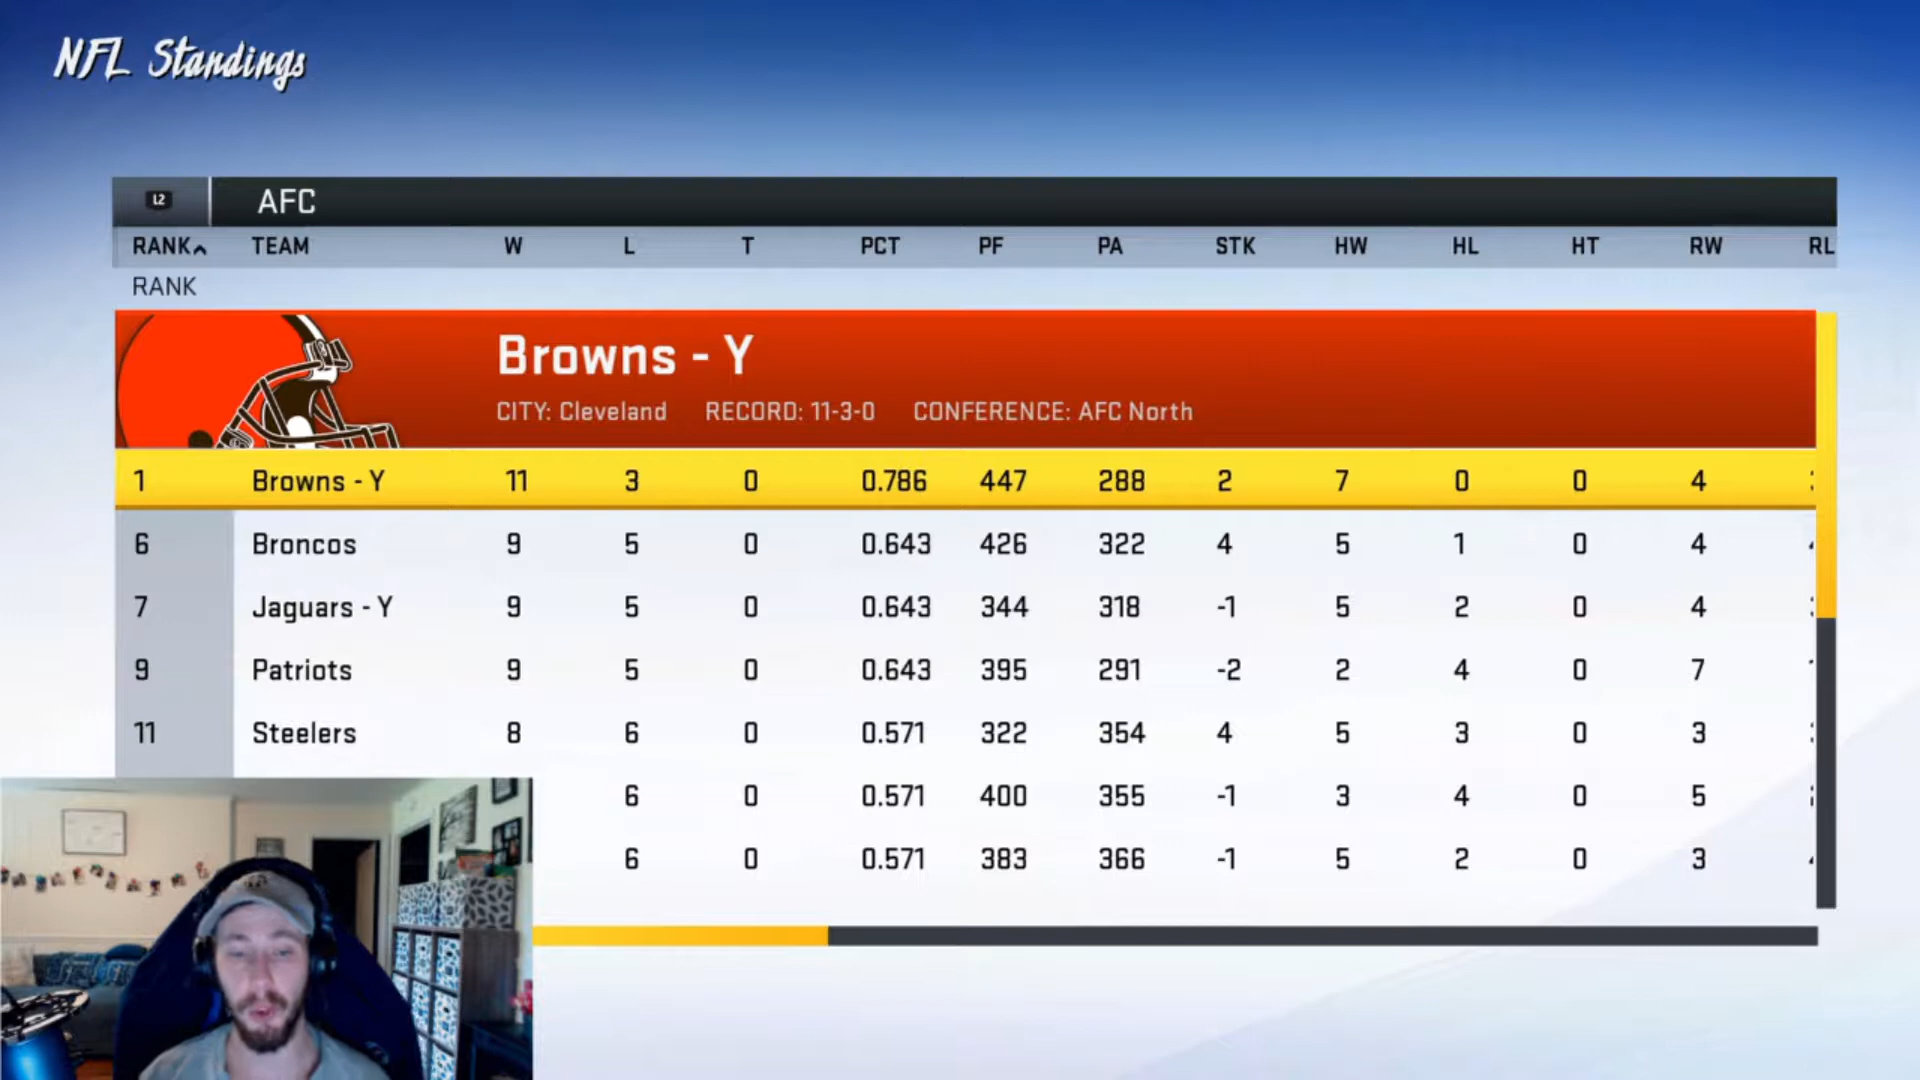 NFL Standings
L2 AFC
RANK TEAM W L T PCT PF PA STK HW HL HT RW RL
RANK
Browns - Y
CITY: Cleveland RECORD: 11-3-0 CONFERENCE: AFC North
1 Browns - Y 11 3 0 0.786 447 288 2 7 0 0 4
6 Broncos 9 5 0 0.643 426 322 4 5 1 0 4
7 Jaguars - Y 9 5 0 0.643 344 318 -1 5 2 0 4
9 Patriots 9 5 0 0.643 395 291 -2 2 4 0 7
11 Steelers 8 6 0 0.571 322 354 4 5 3 0 3
6 0 0.571 400 355 -1 3 4 0 5
6 0 0.571 383 366 -1 5 2 0 3